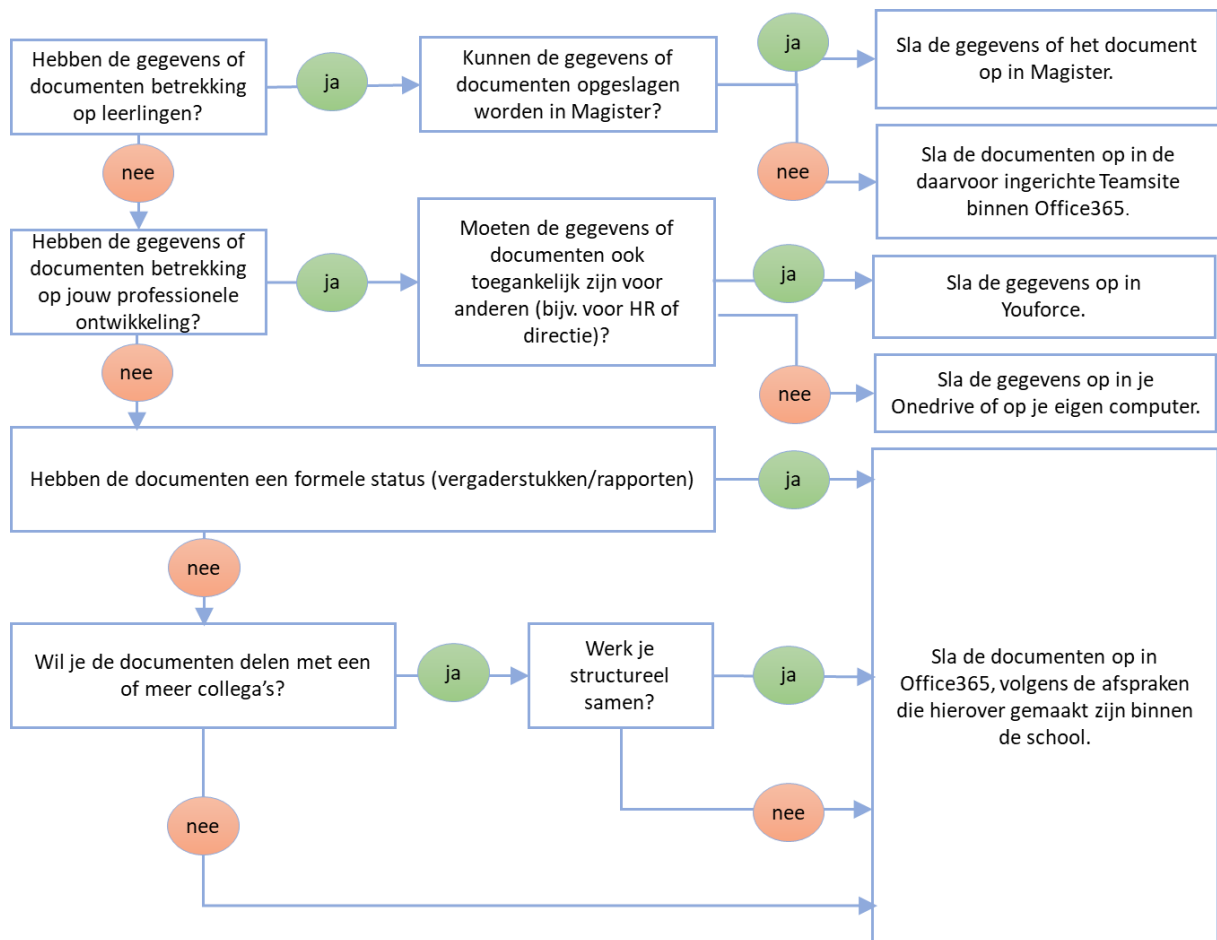 Hebben de gegevens of
documenten betrekking
op leerlingen?
ja
Kunnen de gegevens of
documenten opgeslagen
worden in Magister?
ja
Sla de gegevens of het document
op in Magister.
nee
Sla de documenten op in de
daarvoor ingerichte Teamsite
binnen Office365.
nee
Hebben de gegevens of
documenten betrekking
op jouw professionele
ontwikkeling?
ja
Moeten de gegevens of
documenten ook
toegankelijk zijn voor
anderen (bijv. voor HR of
directie)?
ja
Sla de gegevens op in
Youforce.
nee
Sla de gegevens op in je
Onedrive of op je eigen computer.
nee
Hebben de documenten een formele status (vergaderstukken/rapporten)
ja
nee
Wil je de documenten delen met een
of meer collega's?
ja
Werk je
structureel
samen?
ja
nee
nee
Sla de documenten op in
Office365, volgens de afspraken
die hierover gemaakt zijn binnen
de school.